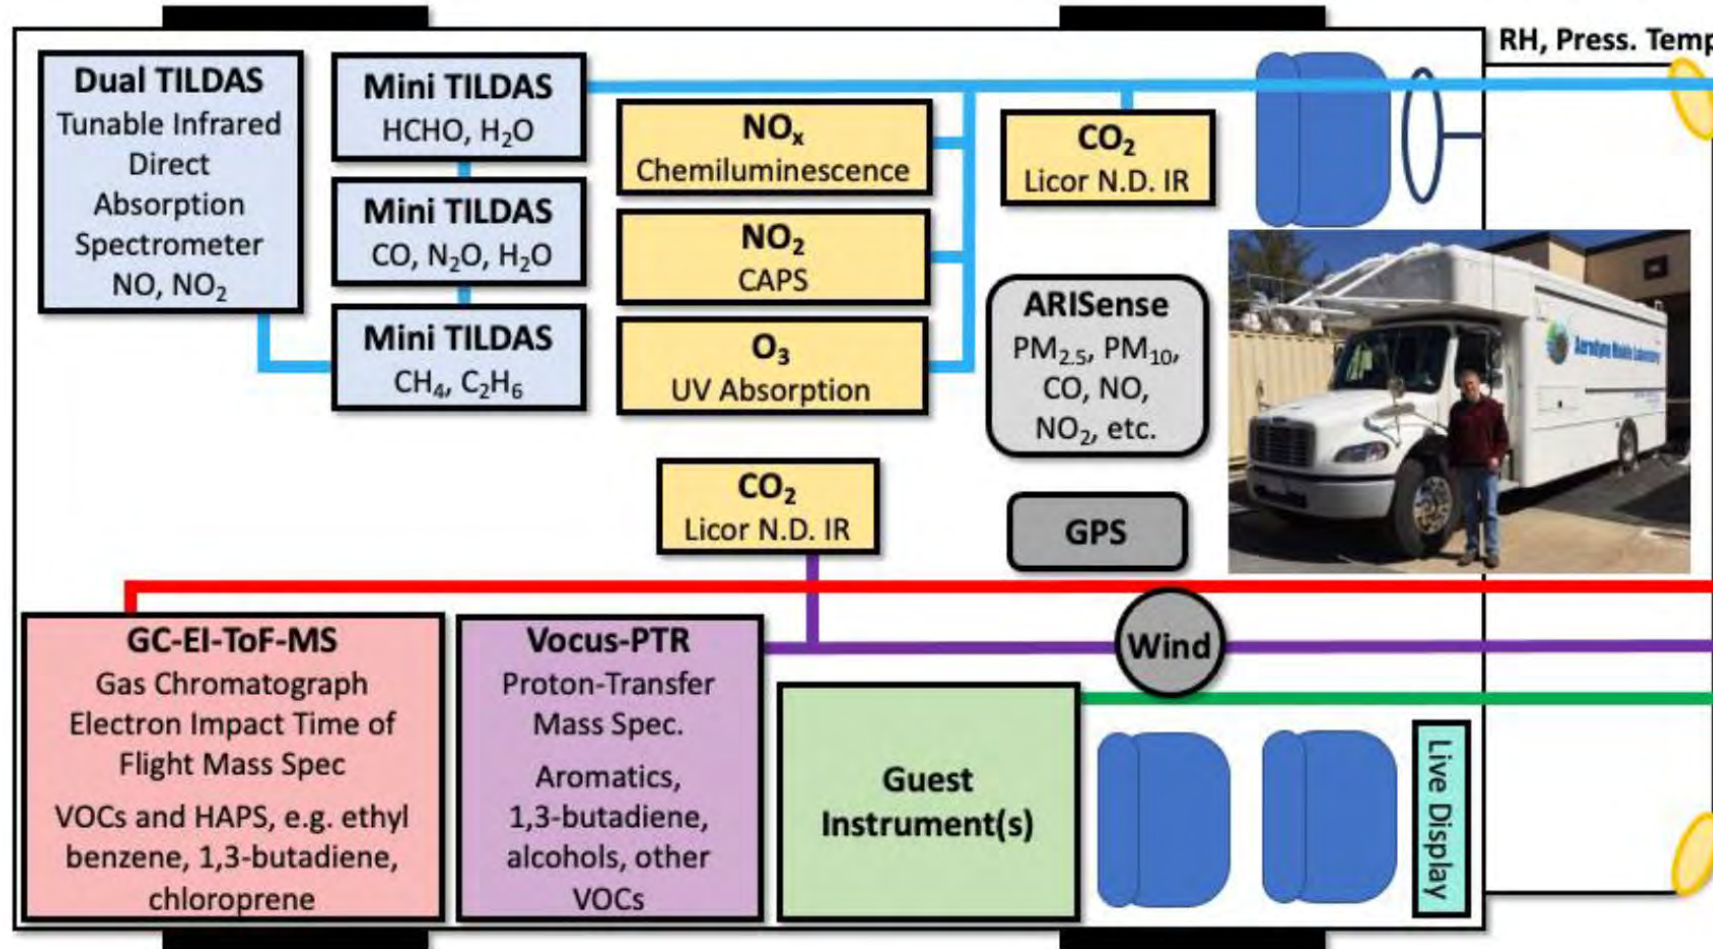 RH, Press. Temp
Dual TILDAS
Tunable Infrared
Direct
Absorption
Spectrometer
NO, NO₂
Mini TILDAS
HCHO, H₂O
Mini TILDAS
CO, N₂O, H₂O
Mini TILDAS
CH₄, C₂H₆
NOₓ
Chemiluminescence
NO₂
CAPS
O₃
UV Absorption
CO₂
Licor N.D. IR
ARISense
PM₂.₅, PM₁₀,
CO, NO,
NO₂, etc.
Aerodyne Mobile Laboratory
CO₂
Licor N.D. IR
GPS
Wind
GC-EI-ToF-MS
Gas Chromatograph
Electron Impact Time of
Flight Mass Spec
VOCs and HAPS, e.g. ethyl
benzene, 1,3-butadiene,
chloroprene
Vocus-PTR
Proton-Transfer
Mass Spec.
Aromatics,
1,3-butadiene,
alcohols, other
VOCs
Guest
Instrument(s)
Live Display